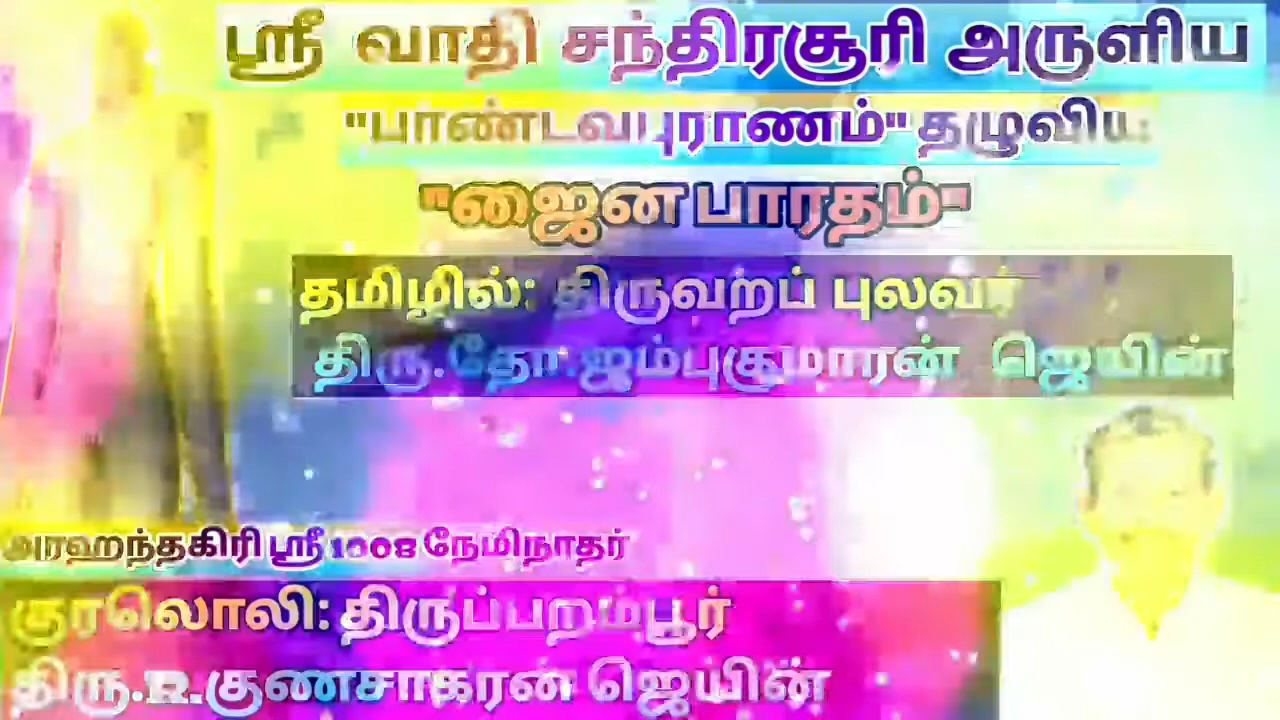 ஸ்ரீ வாதி சந்திரசூரி அருளிய
"பாண்டவபுராணம்" தழுவிய
"ஜைன பாரதம்"
தமிழில்: திருவறப் புலவர்
திரு.தோ.ஜம்புகுமாரன் ஜெயின்
அரஹந்தகிரி ஸ்ரீ 1008 நேமிநாதர்
குரலொலி: திருப்பறம்பூர்
திரு.R.குணசாகரன் ஜெயின்